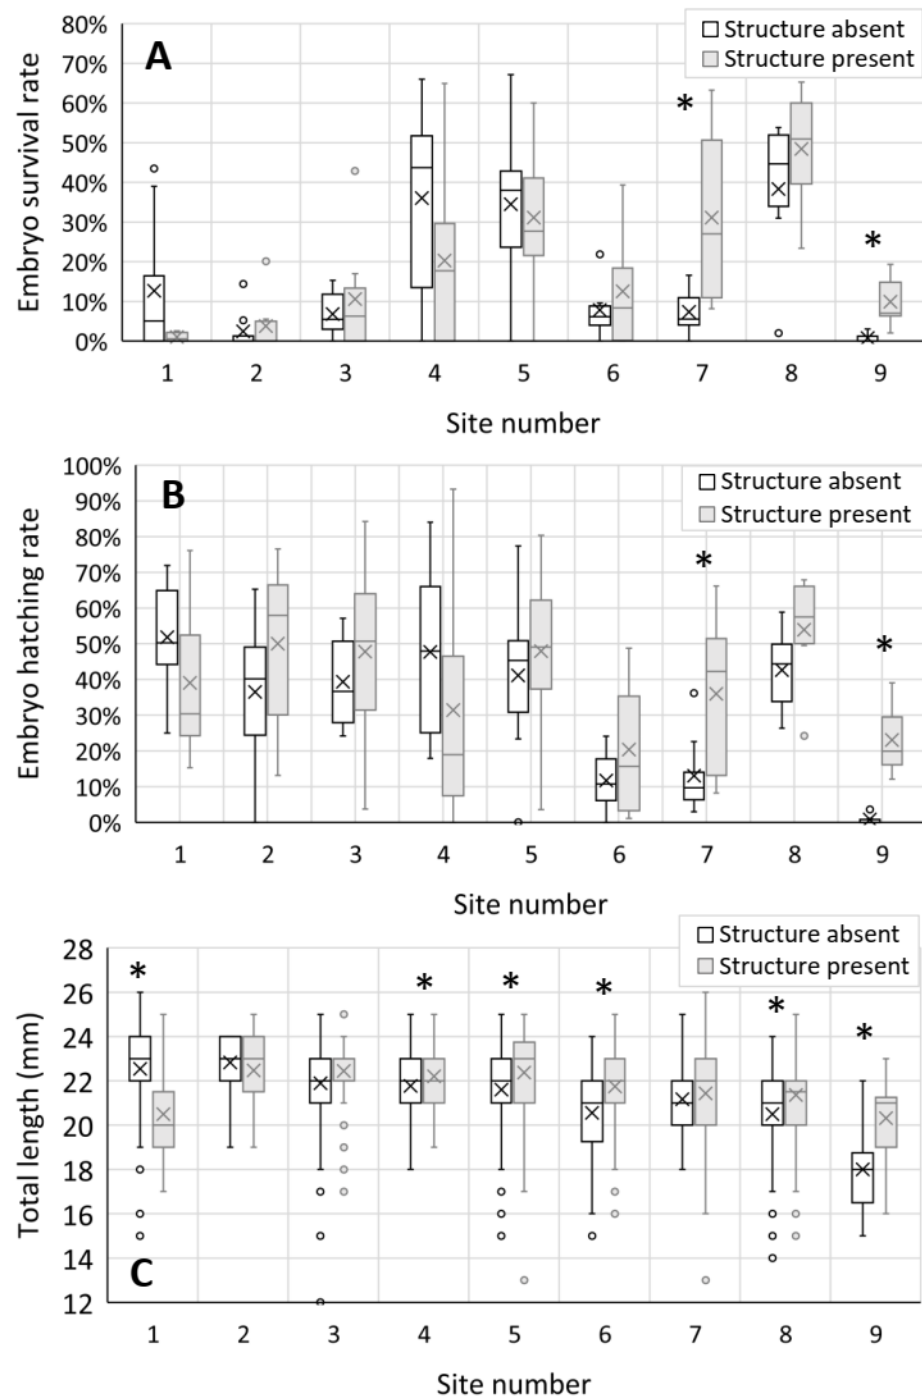 A
Structure absent
Structure present
Embryo survival rate
80%
70%
60%
50%
40%
30%
20%
10%
0%
*
*
1 2 3 4 5 6 7 8 9
Site number
B
Structure absent
Structure present
Embryo hatching rate
100%
90%
80%
70%
60%
50%
40%
30%
20%
10%
0%
*
*
1 2 3 4 5 6 7 8 9
Site number
Structure absent
Structure present
Total length (mm)
28
26
24
22
20
18
16
14
12
* * * * * *
C
1 2 3 4 5 6 7 8 9
Site number